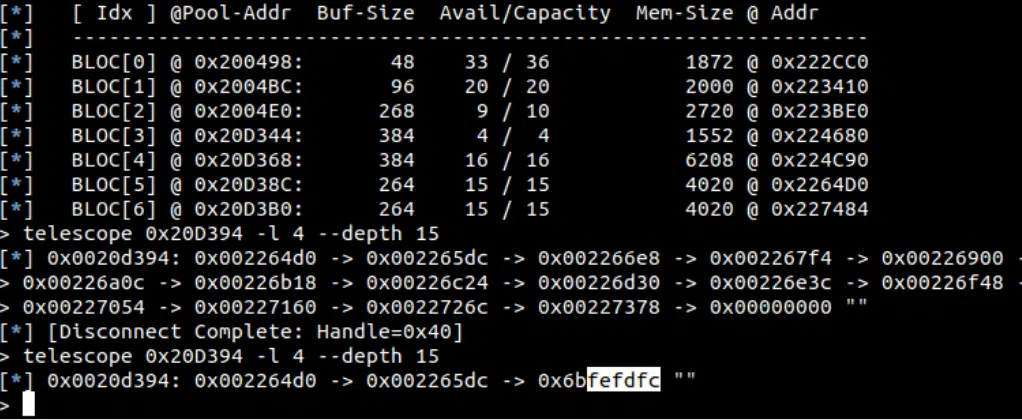 [*]   [ Idx ] @Pool-Addr  Buf-Size  Avail/Capacity  Mem-Size @ Addr
[*]   -----------------------------------------------------------------
[*]   BLOC[0] @ 0x200498:       48    33 / 36           1872 @ 0x222CC0
[*]   BLOC[1] @ 0x2004BC:       96    20 / 20           2000 @ 0x223410
[*]   BLOC[2] @ 0x2004E0:      268     9 / 10           2720 @ 0x223BE0
[*]   BLOC[3] @ 0x20D344:      384     4 /  4           1552 @ 0x224680
[*]   BLOC[4] @ 0x20D368:      384    16 / 16           6208 @ 0x224C90
[*]   BLOC[5] @ 0x20D38C:      264    15 / 15           4020 @ 0x2264D0
[*]   BLOC[6] @ 0x20D3B0:      264    15 / 15           4020 @ 0x227484
> telescope 0x20D394 -l 4 --depth 15
[*] 0x0020d394: 0x002264d0 -> 0x002265dc -> 0x002266e8 -> 0x002267f4 -> 0x00226900 -
> 0x00226a0c -> 0x00226b18 -> 0x00226c24 -> 0x00226d30 -> 0x00226e3c -> 0x00226f48 -
> 0x00227054 -> 0x00227160 -> 0x0022726c -> 0x00227378 -> 0x00000000 ""
[*] [Disconnect Complete: Handle=0x40]
> telescope 0x20D394 -l 4 --depth 15
[*] 0x0020d394: 0x002264d0 -> 0x002265dc -> 0x6bfefdfc ""
>